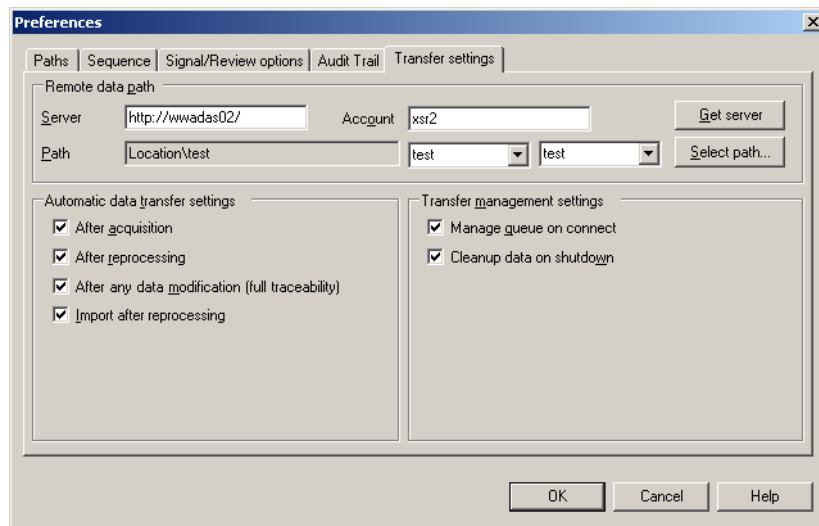 Preferences
Paths Sequence Signal/Review options Audit Trail Transfer settings
Remote data path
Server http://wwadas02/ Account xsr2 Get server
Path Location\test test test Select path...
Automatic data transfer settings
After acquisition
After reprocessing
After any data modification (full traceability)
Import after reprocessing
Transfer management settings
Manage queue on connect
Cleanup data on shutdown
OK Cancel Help